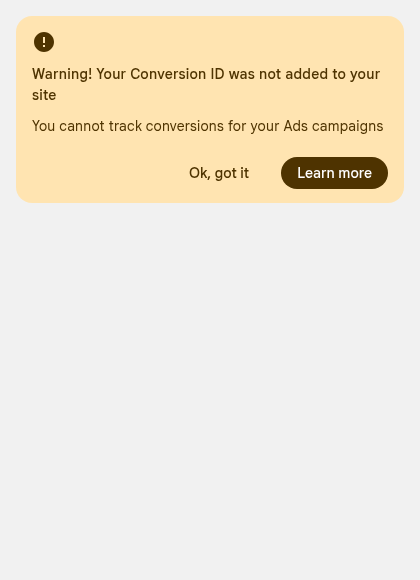 Warning! Your Conversion ID was not added to your
site
You cannot track conversions for your Ads campaigns
Ok, got it
Learn more